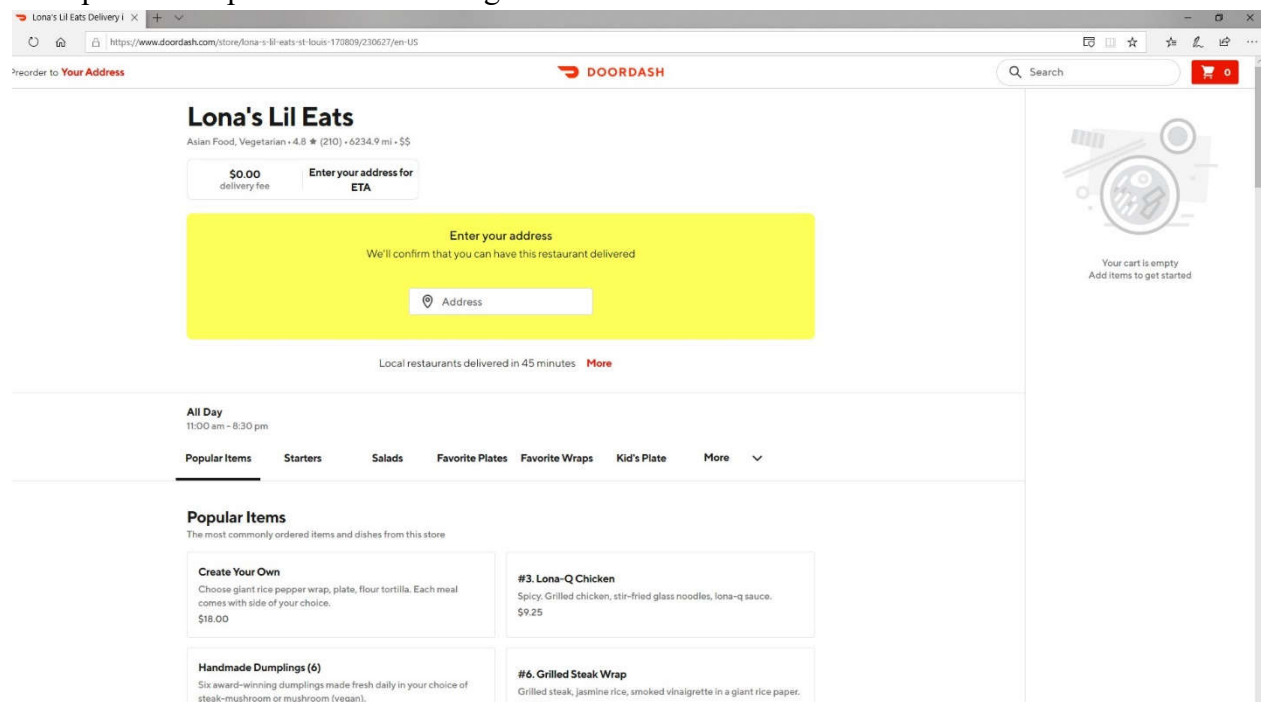 Lona's Lil Eats Delivery i
https://www.doordash.com/store/lona-s-lil-eats-st-louis-170809/230627/en-US
Preorder to Your Address
DOORDASH
Search
0
Lona's Lil Eats
Asian Food, Vegetarian • 4.8 ★ (210) • 6234.9 mi • $$
$0.00
delivery fee
Enter your address for
ETA
Enter your address
We'll confirm that you can have this restaurant delivered
Address
Local restaurants delivered in 45 minutes More
Your cart is empty
Add items to get started
All Day
11:00 am - 8:30 pm
Popular Items Starters Salads Favorite Plates Favorite Wraps Kid's Plate More
Popular Items
The most commonly ordered items and dishes from this store
Create Your Own
Choose giant rice pepper wrap, plate, flour tortilla. Each meal
comes with side of your choice.
$18.00
#3. Lona-Q Chicken
Spicy. Grilled chicken, stir-fried glass noodles, lona-q sauce.
$9.25
Handmade Dumplings (6)
Six award-winning dumplings made fresh daily in your choice of
steak-mushroom or mushroom (vegan).
#6. Grilled Steak Wrap
Grilled steak, jasmine rice, smoked vinaigrette in a giant rice paper.